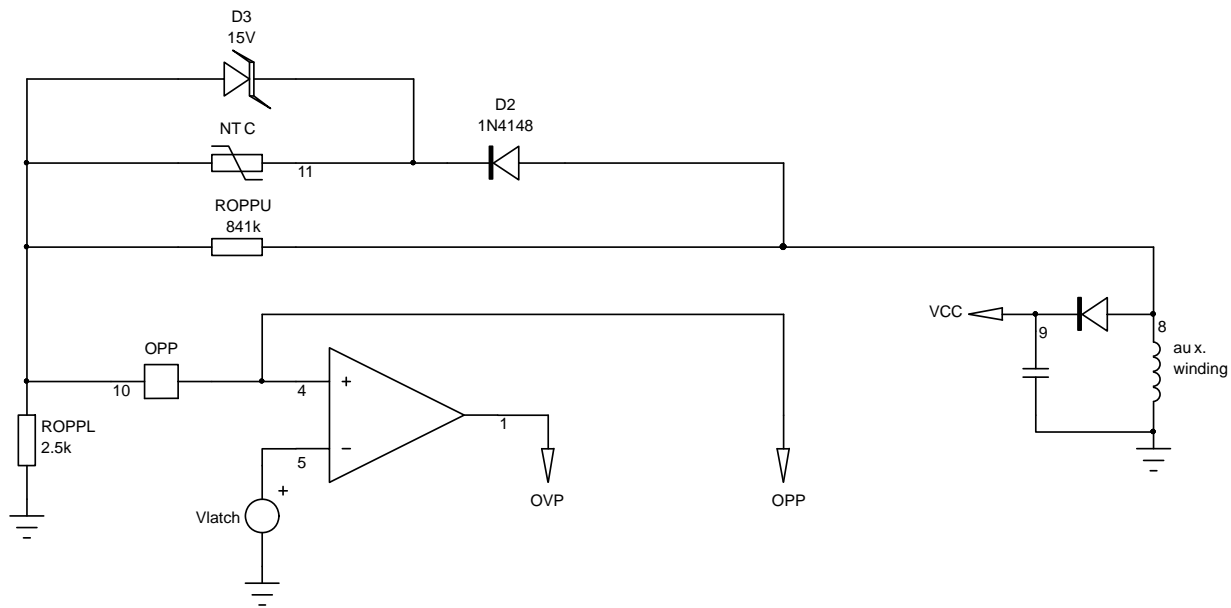 D3
15V
D2
1N4148
NTC
11
ROPPU
841k
VCC
9
8
aux.
winding
OPP
10
4
+
ROPPL
2.5k
1
5
−
+
Vlatch
OVP
OPP